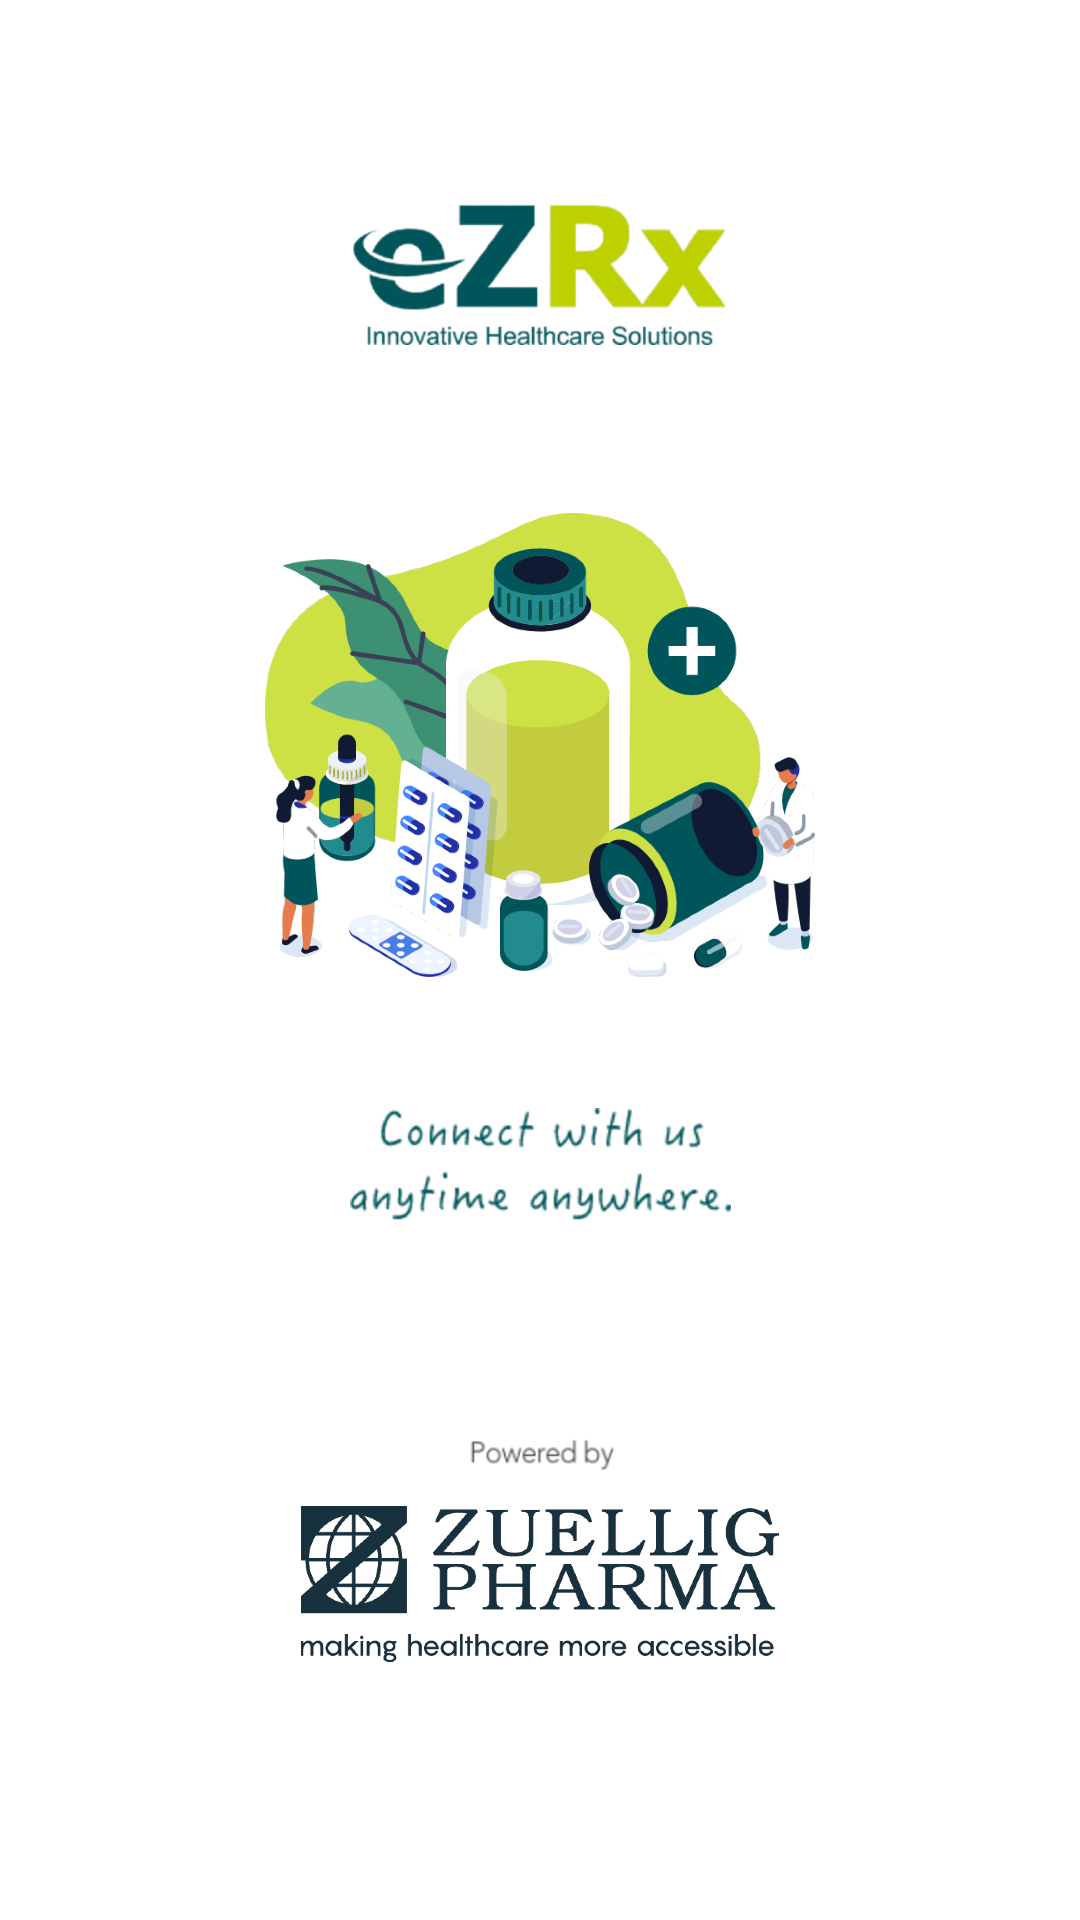 eZRx
Innovative Healthcare Solutions
Connect with us
anytime anywhere.
Powered by
ZUELLIG
PHARMA
making healthcare more accessible